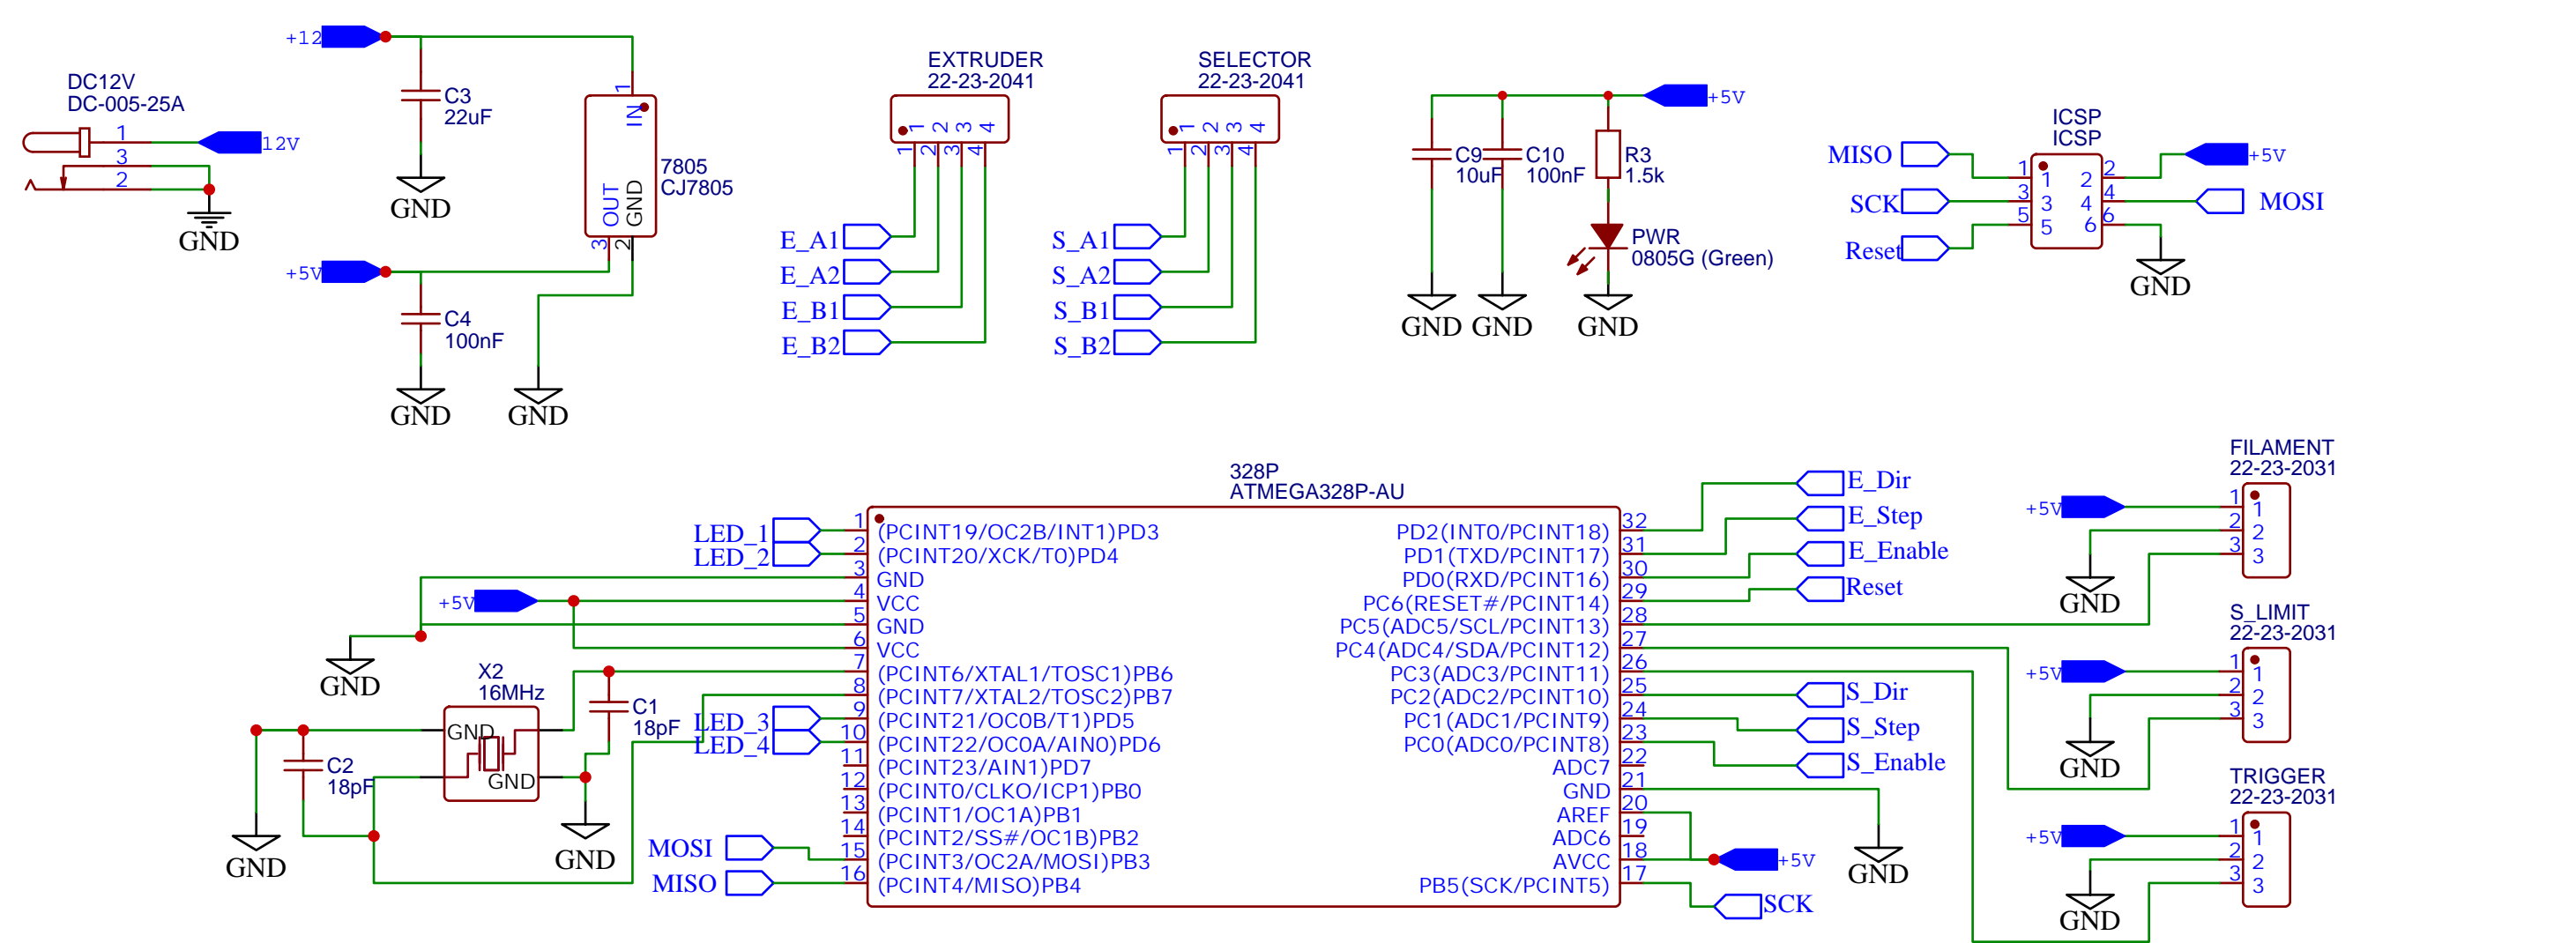 +12
DC12V
DC-005-25A
1
3
2
12V
GND
C3
22uF
GND
1
IN
7805
CJ7805
OUT
GND
3
2
+5V
C4
100nF
GND
GND
EXTRUDER
22-23-2041
1 2 3 4
1 2 3 4
E_A1
E_A2
E_B1
E_B2
SELECTOR
22-23-2041
1 2 3 4
1 2 3 4
S_A1
S_A2
S_B1
S_B2
+5V
C9
10uF
C10
100nF
R3
1.5k
PWR
0805G (Green)
GND
GND
GND
ICSP
ICSP
MISO
SCK
Reset
1
3
5
1 2
3 4
5 6
2
4
6
+5V
MOSI
GND
328P
ATMEGA328P-AU
LED_1
LED_2
+5V
GND
X2
16MHz
GND
GND
C1
18pF
C2
18pF
GND
GND
LED_3
LED_4
MOSI
MISO
1 (PCINT19/OC2B/INT1)PD3
2 (PCINT20/XCK/T0)PD4
3 GND
4 VCC
5 GND
6 VCC
7 (PCINT6/XTAL1/TOSC1)PB6
8 (PCINT7/XTAL2/TOSC2)PB7
9 (PCINT21/OC0B/T1)PD5
10 (PCINT22/OC0A/AIN0)PD6
11 (PCINT23/AIN1)PD7
12 (PCINT0/CLKO/ICP1)PB0
13 (PCINT1/OC1A)PB1
14 (PCINT2/SS#/OC1B)PB2
15 (PCINT3/OC2A/MOSI)PB3
16 (PCINT4/MISO)PB4
PD2(INT0/PCINT18) 32
PD1(TXD/PCINT17) 31
PD0(RXD/PCINT16) 30
PC6(RESET#/PCINT14) 29
PC5(ADC5/SCL/PCINT13) 28
PC4(ADC4/SDA/PCINT12) 27
PC3(ADC3/PCINT11) 26
PC2(ADC2/PCINT10) 25
PC1(ADC1/PCINT9) 24
PC0(ADC0/PCINT8) 23
ADC7 22
GND 21
AREF 20
ADC6 19
AVCC 18
PB5(SCK/PCINT5) 17
E_Dir
E_Step
E_Enable
Reset
S_Dir
S_Step
S_Enable
+5V
SCK
GND
FILAMENT
22-23-2031
+5V
1 1
2 2
3 3
GND
S_LIMIT
22-23-2031
+5V
1 1
2 2
3 3
GND
TRIGGER
22-23-2031
+5V
1 1
2 2
3 3
GND